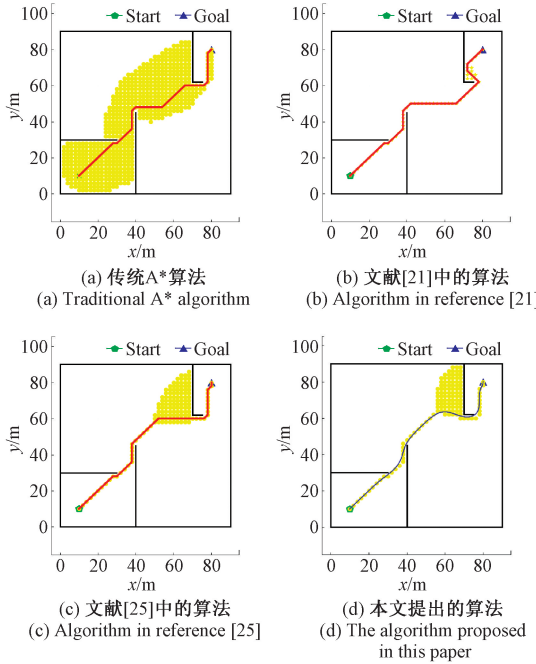 Start Goal
100
80
60
40
20
0
y/m
0 20 40 60 80
x/m
(a) 传统A*算法
(a) Traditional A* algorithm
Start Goal
100
80
60
40
20
0
y/m
0 20 40 60 80
x/m
(b) 文献[21]中的算法
(b) Algorithm in reference [21]
Start Goal
100
80
60
40
20
0
y/m
0 20 40 60 80
x/m
(c) 文献[25]中的算法
(c) Algorithm in reference [25]
Start Goal
100
80
60
40
20
0
y/m
0 20 40 60 80
x/m
(d) 本文提出的算法
(d) The algorithm proposed
in this paper